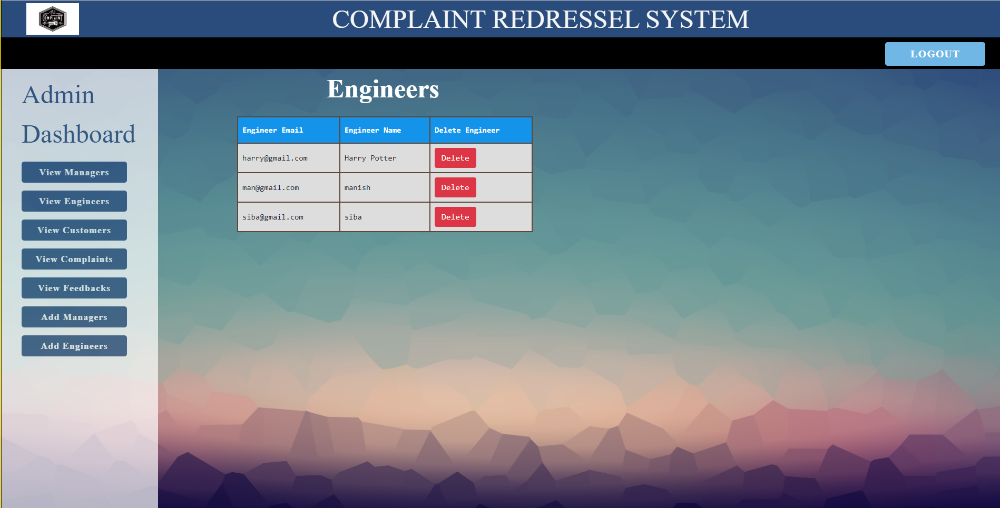 COMPLAINT
COMPLAINT REDRESSEL SYSTEM
LOGOUT
Admin
Dashboard
View Managers
View Engineers
View Customers
View Complaints
View Feedbacks
Add Managers
Add Engineers
Engineers
Engineer Email Engineer Name Delete Engineer
harry@gmail.com Harry Potter Delete
man@gmail.com manish Delete
siba@gmail.com siba Delete